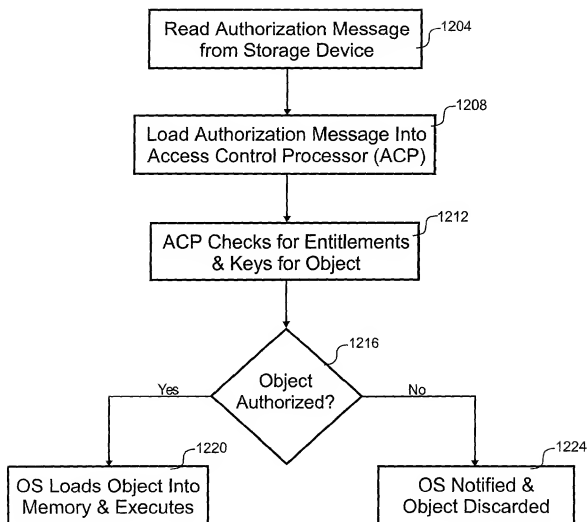 Read Authorization Message
from Storage Device
1204
Load Authorization Message Into
Access Control Processor (ACP)
1208
ACP Checks for Entitlements
& Keys for Object
1212
Object
Authorized?
1216
Yes
No
OS Loads Object Into
Memory & Executes
1220
OS Notified &
Object Discarded
1224